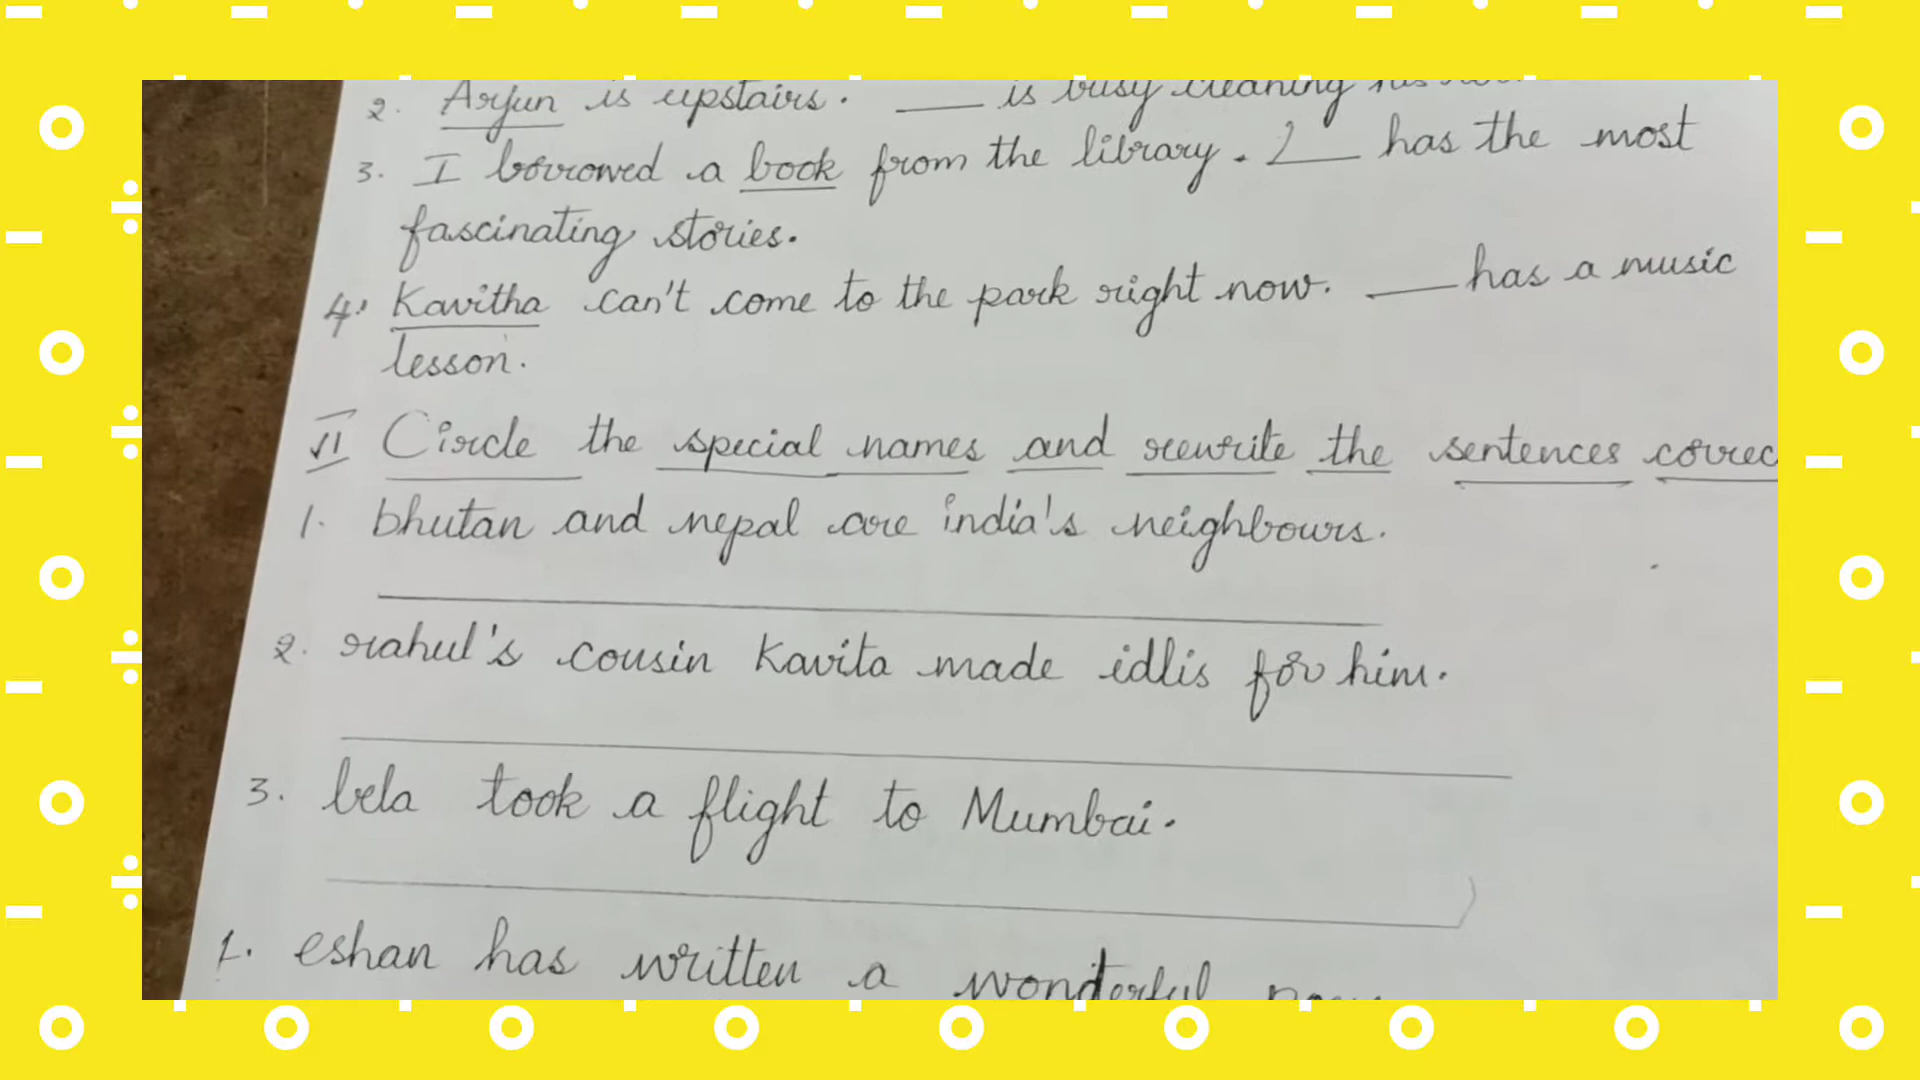 2. Arjun is upstairs. ___ is busy cleaning his
3. I borrowed a book from the library. ___ has the most
fascinating stories.
4. Kavitha can't come to the park right now. ___ has a music
lesson.
VI Circle the special names and rewrite the sentences correc
1. bhutan and nepal are india's neighbours.
2. rahul's cousin Kavita made idlis for him.
3. bela took a flight to Mumbai.
1. eshan has written a wonderful